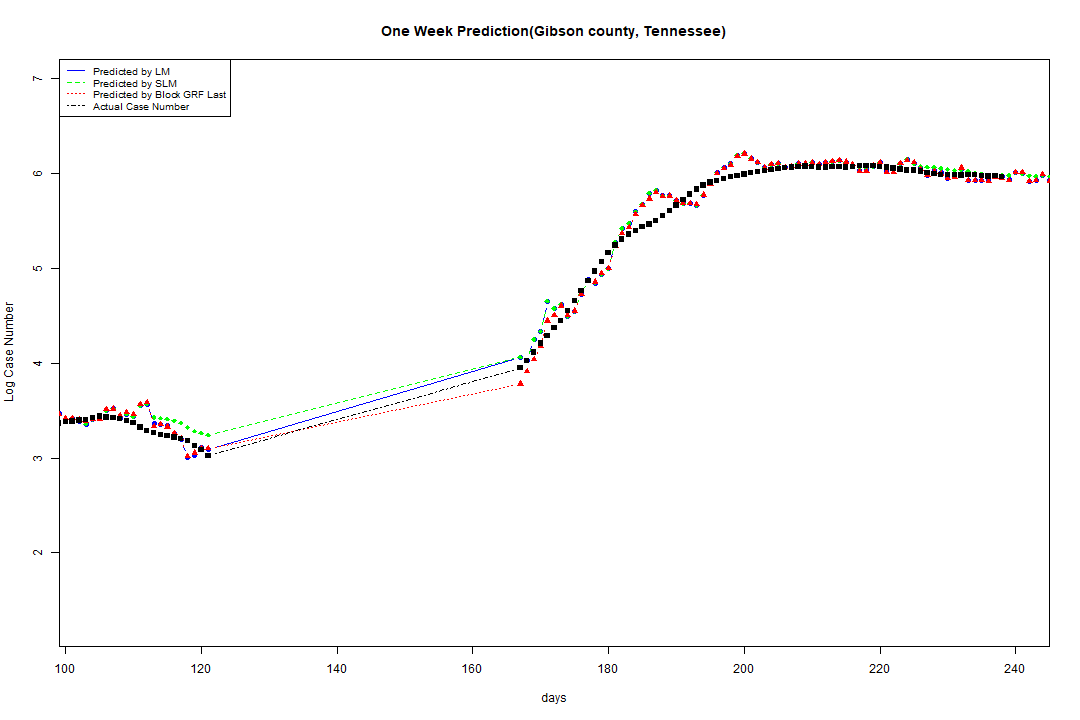 One Week Prediction(Gibson county, Tennessee)
Predicted by LM
Predicted by SLM
Predicted by Block GRF Last
Actual Case Number
7
6
5
4
3
2
Log Case Number
100 120 140 160 180 200 220 240
days